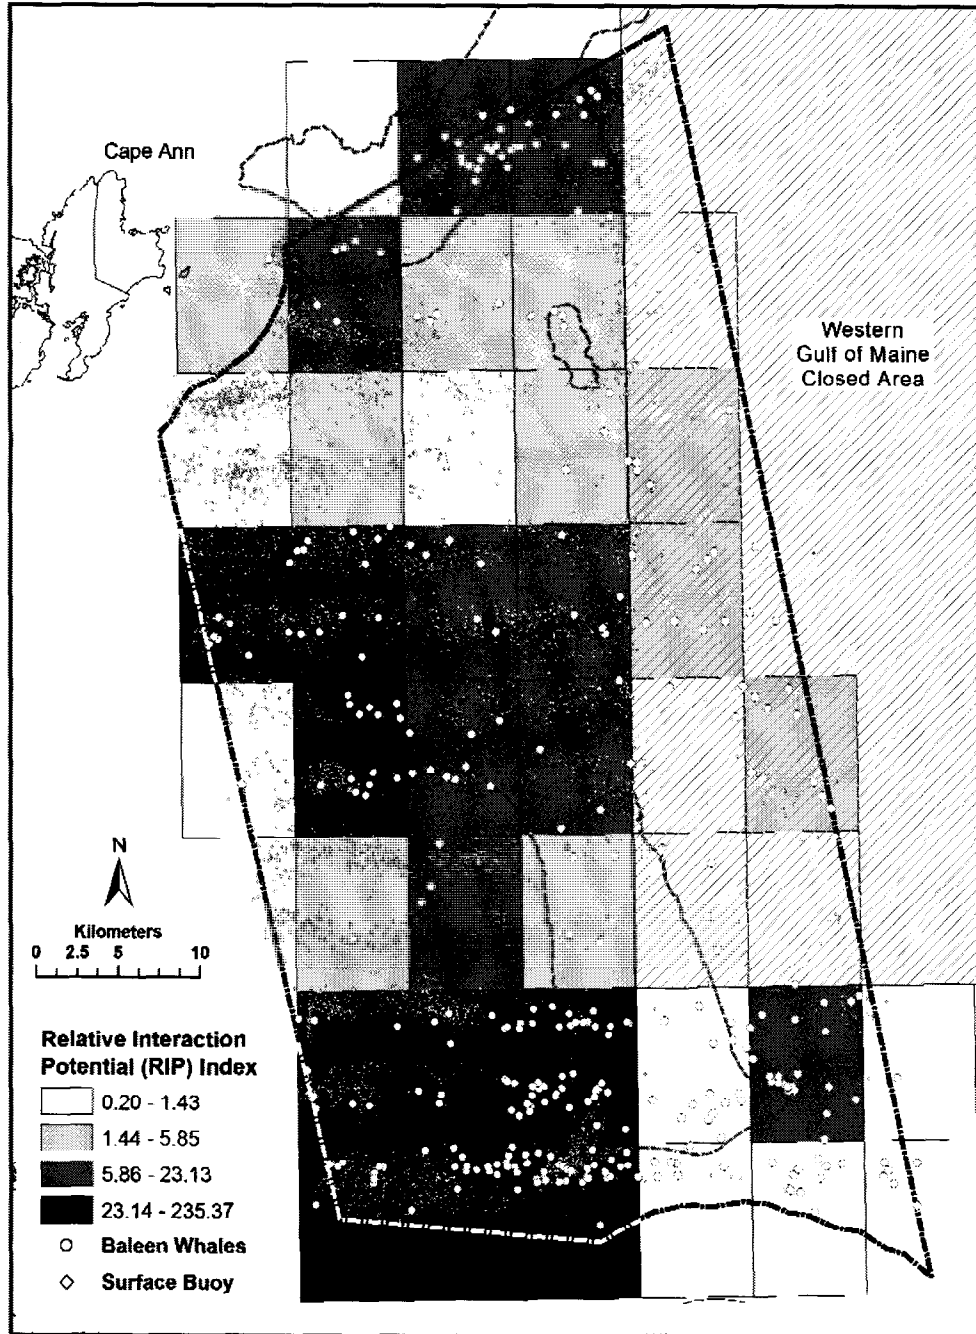 Cape Ann
Western
Gulf of Maine
Closed Area
N
Kilometers
0 2.5 5 10
Relative Interaction
Potential (RIP) Index
0.20 - 1.43
1.44 - 5.85
5.86 - 23.13
23.14 - 235.37
Baleen Whales
Surface Buoy